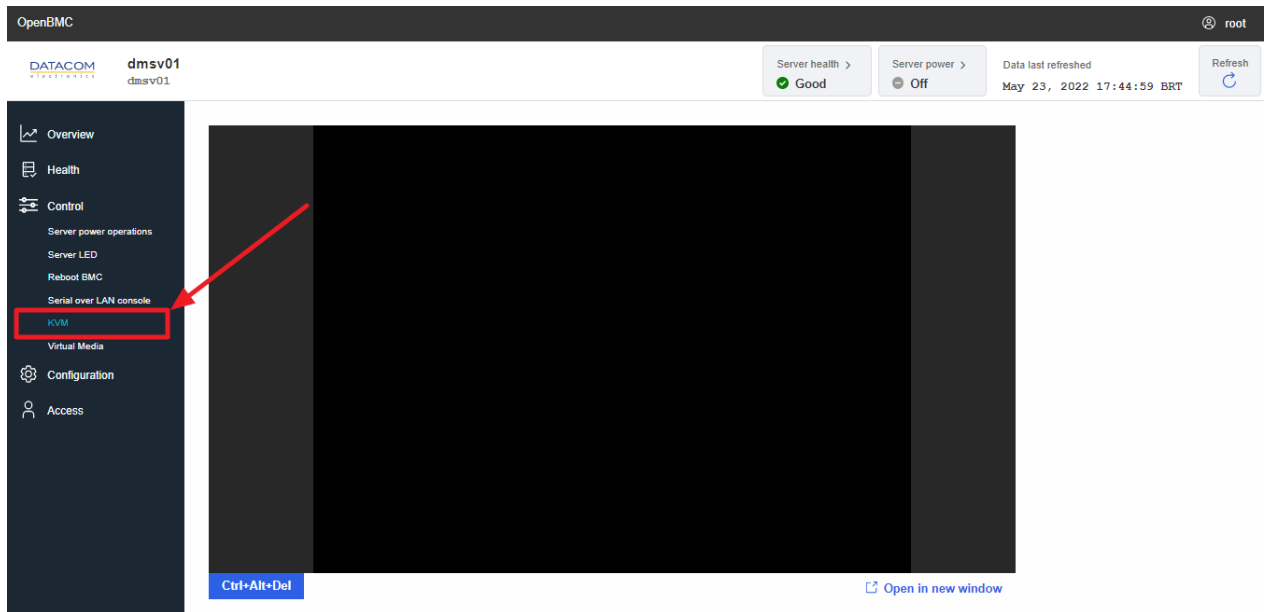 OpenBMC
root
DATACOM
electronics
dmsv01
dmsv01
Server health >
Good
Server power >
Off
Data last refreshed
May 23, 2022 17:44:59 BRT
Refresh
Overview
Health
Control
Server power operations
Server LED
Reboot BMC
Serial over LAN console
KVM
Virtual Media
Configuration
Access
Ctrl+Alt+Del
Open in new window